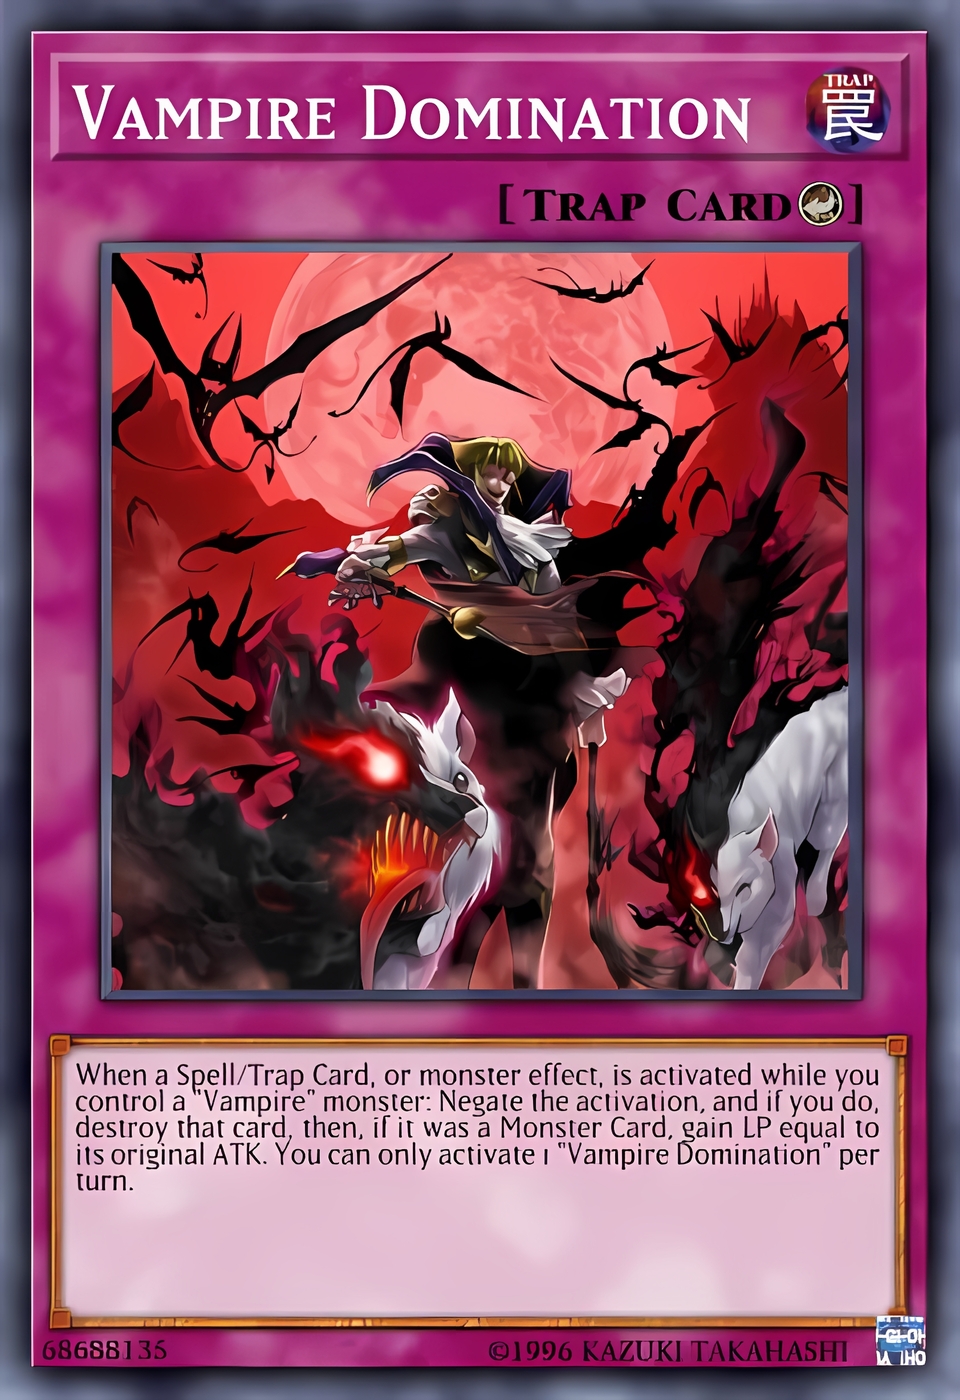 VAMPIRE DOMINATION
TRAP
罠
[TRAP CARD]
When a Spell/Trap Card, or monster effect, is activated while you
control a "Vampire" monster: Negate the activation, and if you do,
destroy that card, then, if it was a Monster Card, gain LP equal to
its original ATK. You can only activate 1 "Vampire Domination" per
turn.
68688135
©1996 KAZUKI TAKAHASHI